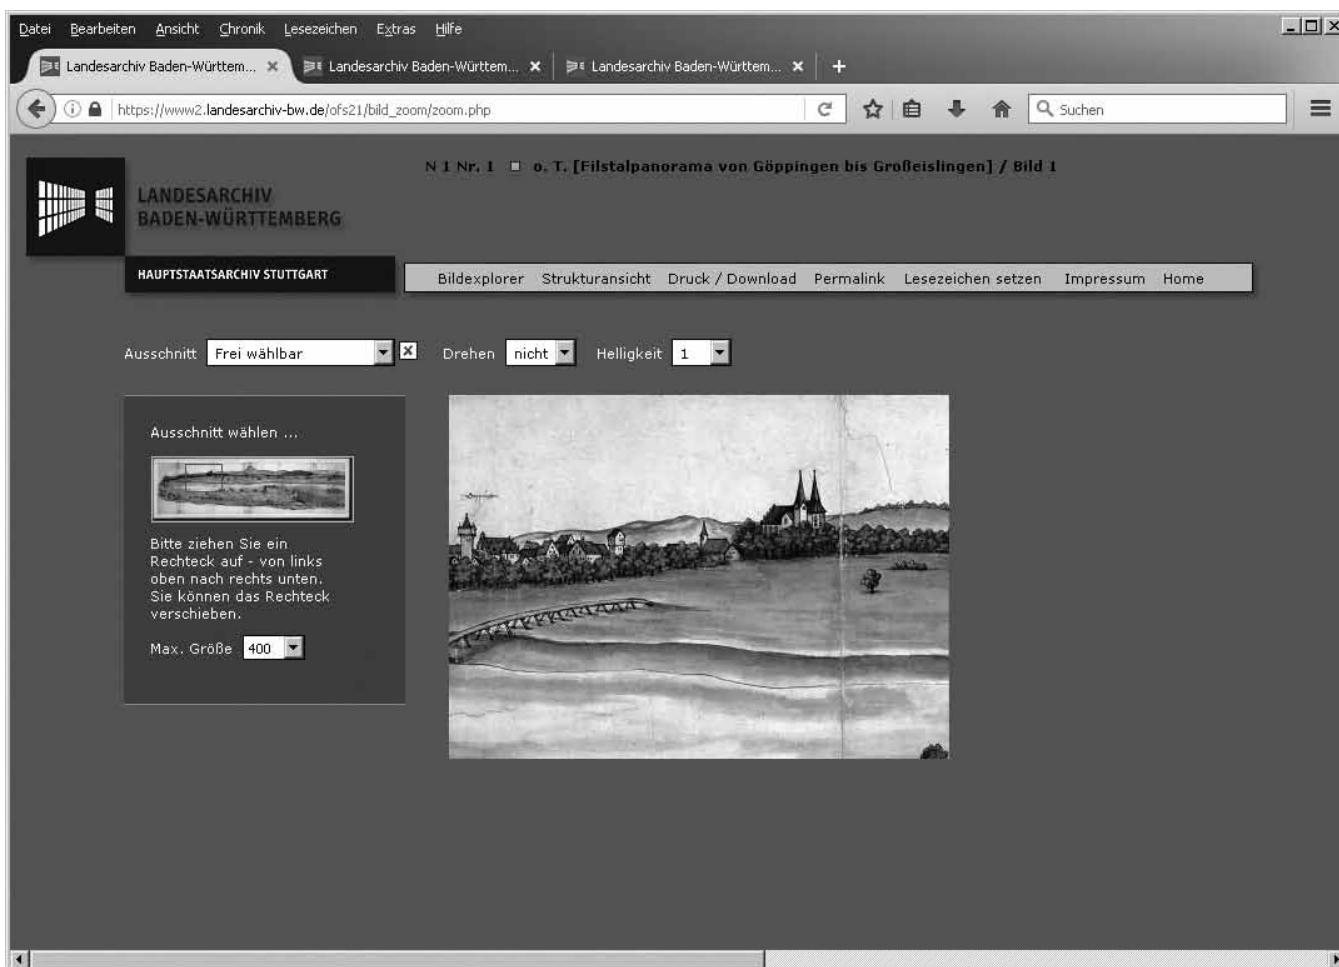 Datei Bearbeiten Ansicht Chronik Lesezeichen Extras Hilfe
Landesarchiv Baden-Württem... Landesarchiv Baden-Württem... Landesarchiv Baden-Württem...
https://www2.landesarchiv-bw.de/ofs21/bild_zoom/zoom.php Suchen
N 1 Nr. 1 o. T. [Filstalpanorama von Göppingen bis Großeislingen] / Bild 1
LANDESARCHIV
BADEN-WÜRTTEMBERG
HAUPTSTAATSARCHIV STUTTGART
Bildexplorer Strukturansicht Druck / Download Permalink Lesezeichen setzen Impressum Home
Ausschnitt Frei wählbar Drehen nicht Helligkeit 1
Ausschnitt wählen ...
Bitte ziehen Sie ein
Rechteck auf - von links
oben nach rechts unten.
Sie können das Rechteck
verschieben.
Max. Größe 400